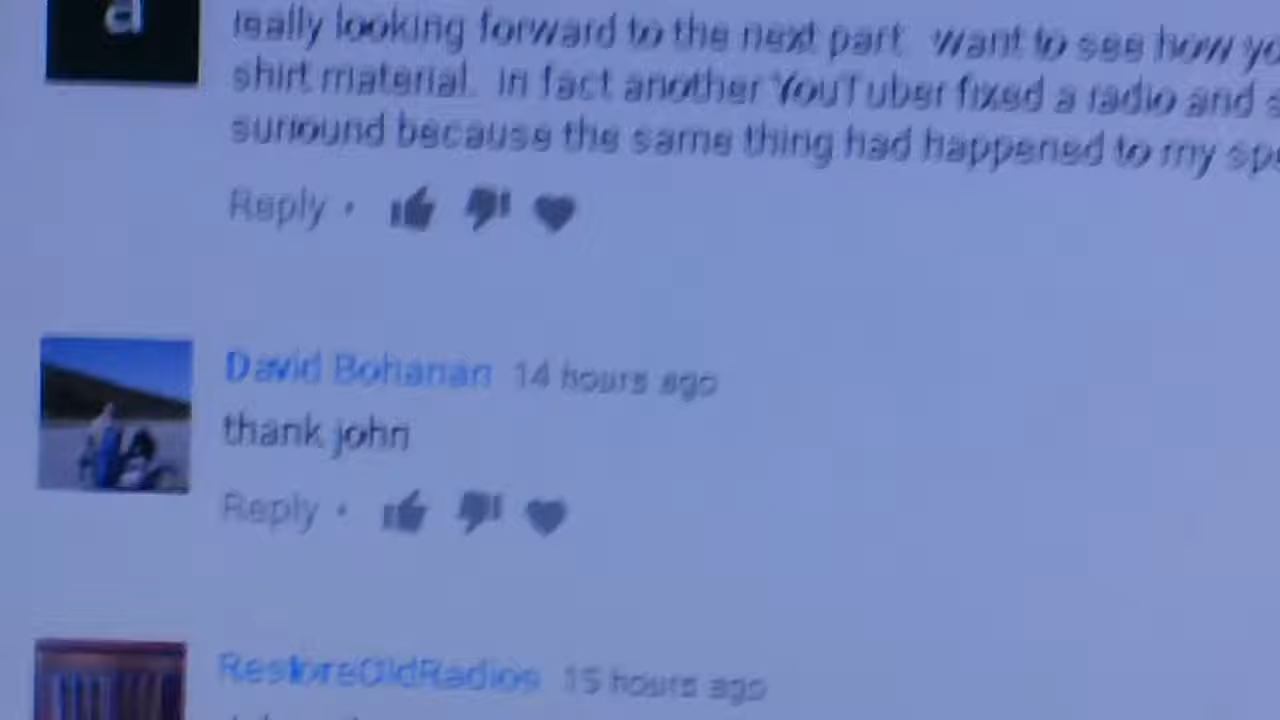 a
really looking forward to the next part. want to see how yo
shirt material. in fact another YouTuber fixed a radio and
surround because the same thing had happened to my spe
Reply •
David Bohanan 14 hours ago
thank john
Reply •
RestoreOldRadios 15 hours ago